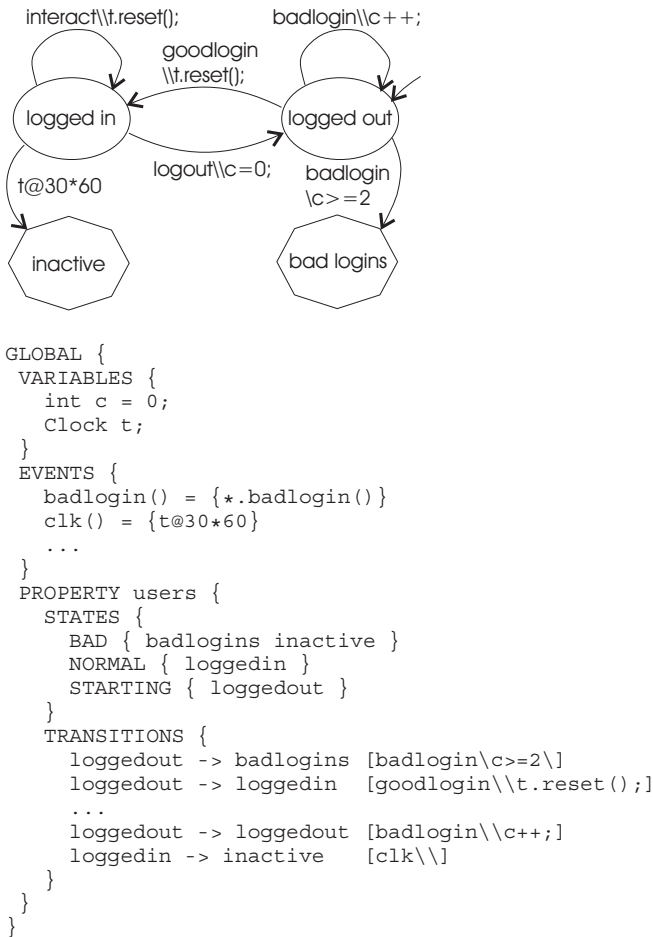 interact\\t.reset();
badlogin\\c++;
goodlogin
\\t.reset();
logged in
logged out
logout\\c=0;
badlogin
\c>=2
t@30*60
inactive
bad logins
GLOBAL {
VARIABLES {
int c = 0;
Clock t;
}
EVENTS {
badlogin() = {*.badlogin()}
clk() = {t@30*60}
...
}
PROPERTY users {
STATES {
BAD { badlogins inactive }
NORMAL { loggedin }
STARTING { loggedout }
}
TRANSITIONS {
loggedout -> badlogins [badlogin\c>=2\]
loggedout -> loggedin [goodlogin\\t.reset();]
...
loggedout -> loggedout [badlogin\\c++;]
loggedin -> inactive [clk\\]
}
}
}